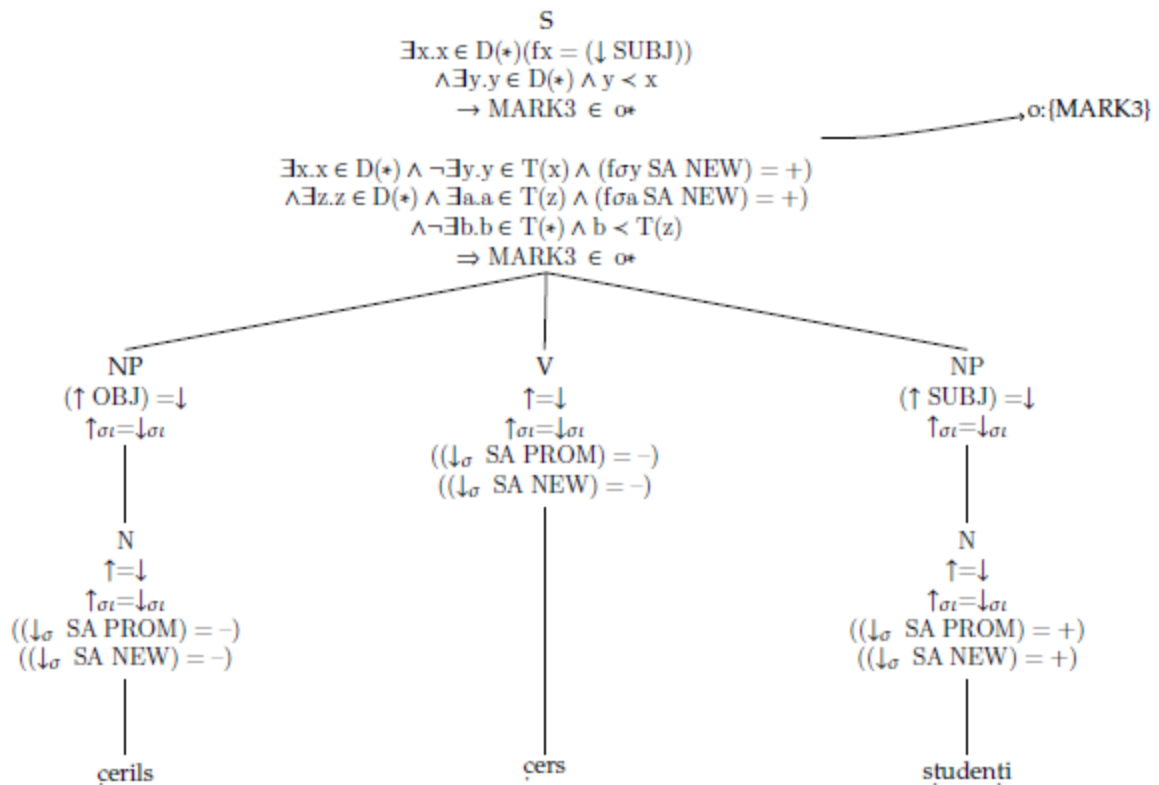 S
∃x.x ∈ D(*)(fx = (↓ SUBJ))
∧∃y.y ∈ D(*) ∧ y ≺ x
→ MARK3 ∈ o*
o:{MARK3}
∃x.x ∈ D(*) ∧ ¬∃y.y ∈ T(x) ∧ (fσy SA NEW) = +)
∧∃z.z ∈ D(*) ∧ ∃a.a ∈ T(z) ∧ (fσa SA NEW) = +)
∧¬∃b.b ∈ T(*) ∧ b ≺ T(z)
⇒ MARK3 ∈ o*
NP V NP
(↑ OBJ) =↓ ↑=↓ (↑ SUBJ) =↓
↑σι=↓σι ↑σι=↓σι ↑σι=↓σι
((↓σ SA PROM) = –)
((↓σ SA NEW) = –)
N N
↑=↓ ↑=↓
↑σι=↓σι ↑σι=↓σι
((↓σ SA PROM) = –) ((↓σ SA PROM) = +)
((↓σ SA NEW) = –) ((↓σ SA NEW) = +)
çerils çers studenti